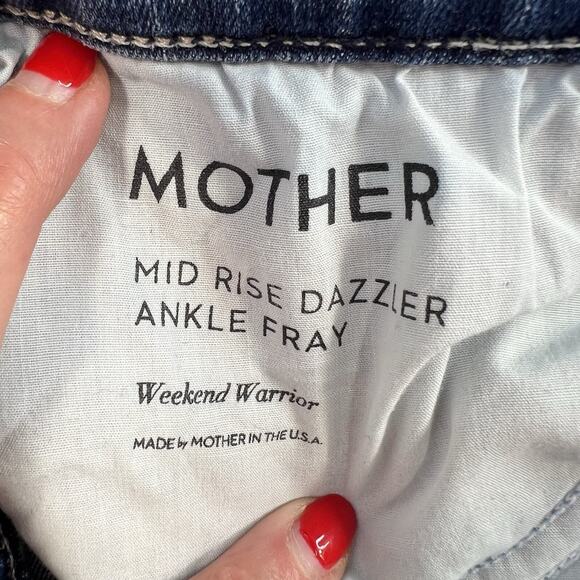 MOTHER
MID RISE DAZZLER
ANKLE FRAY
Weekend Warrior
MADE by MOTHER IN THE U.S.A.